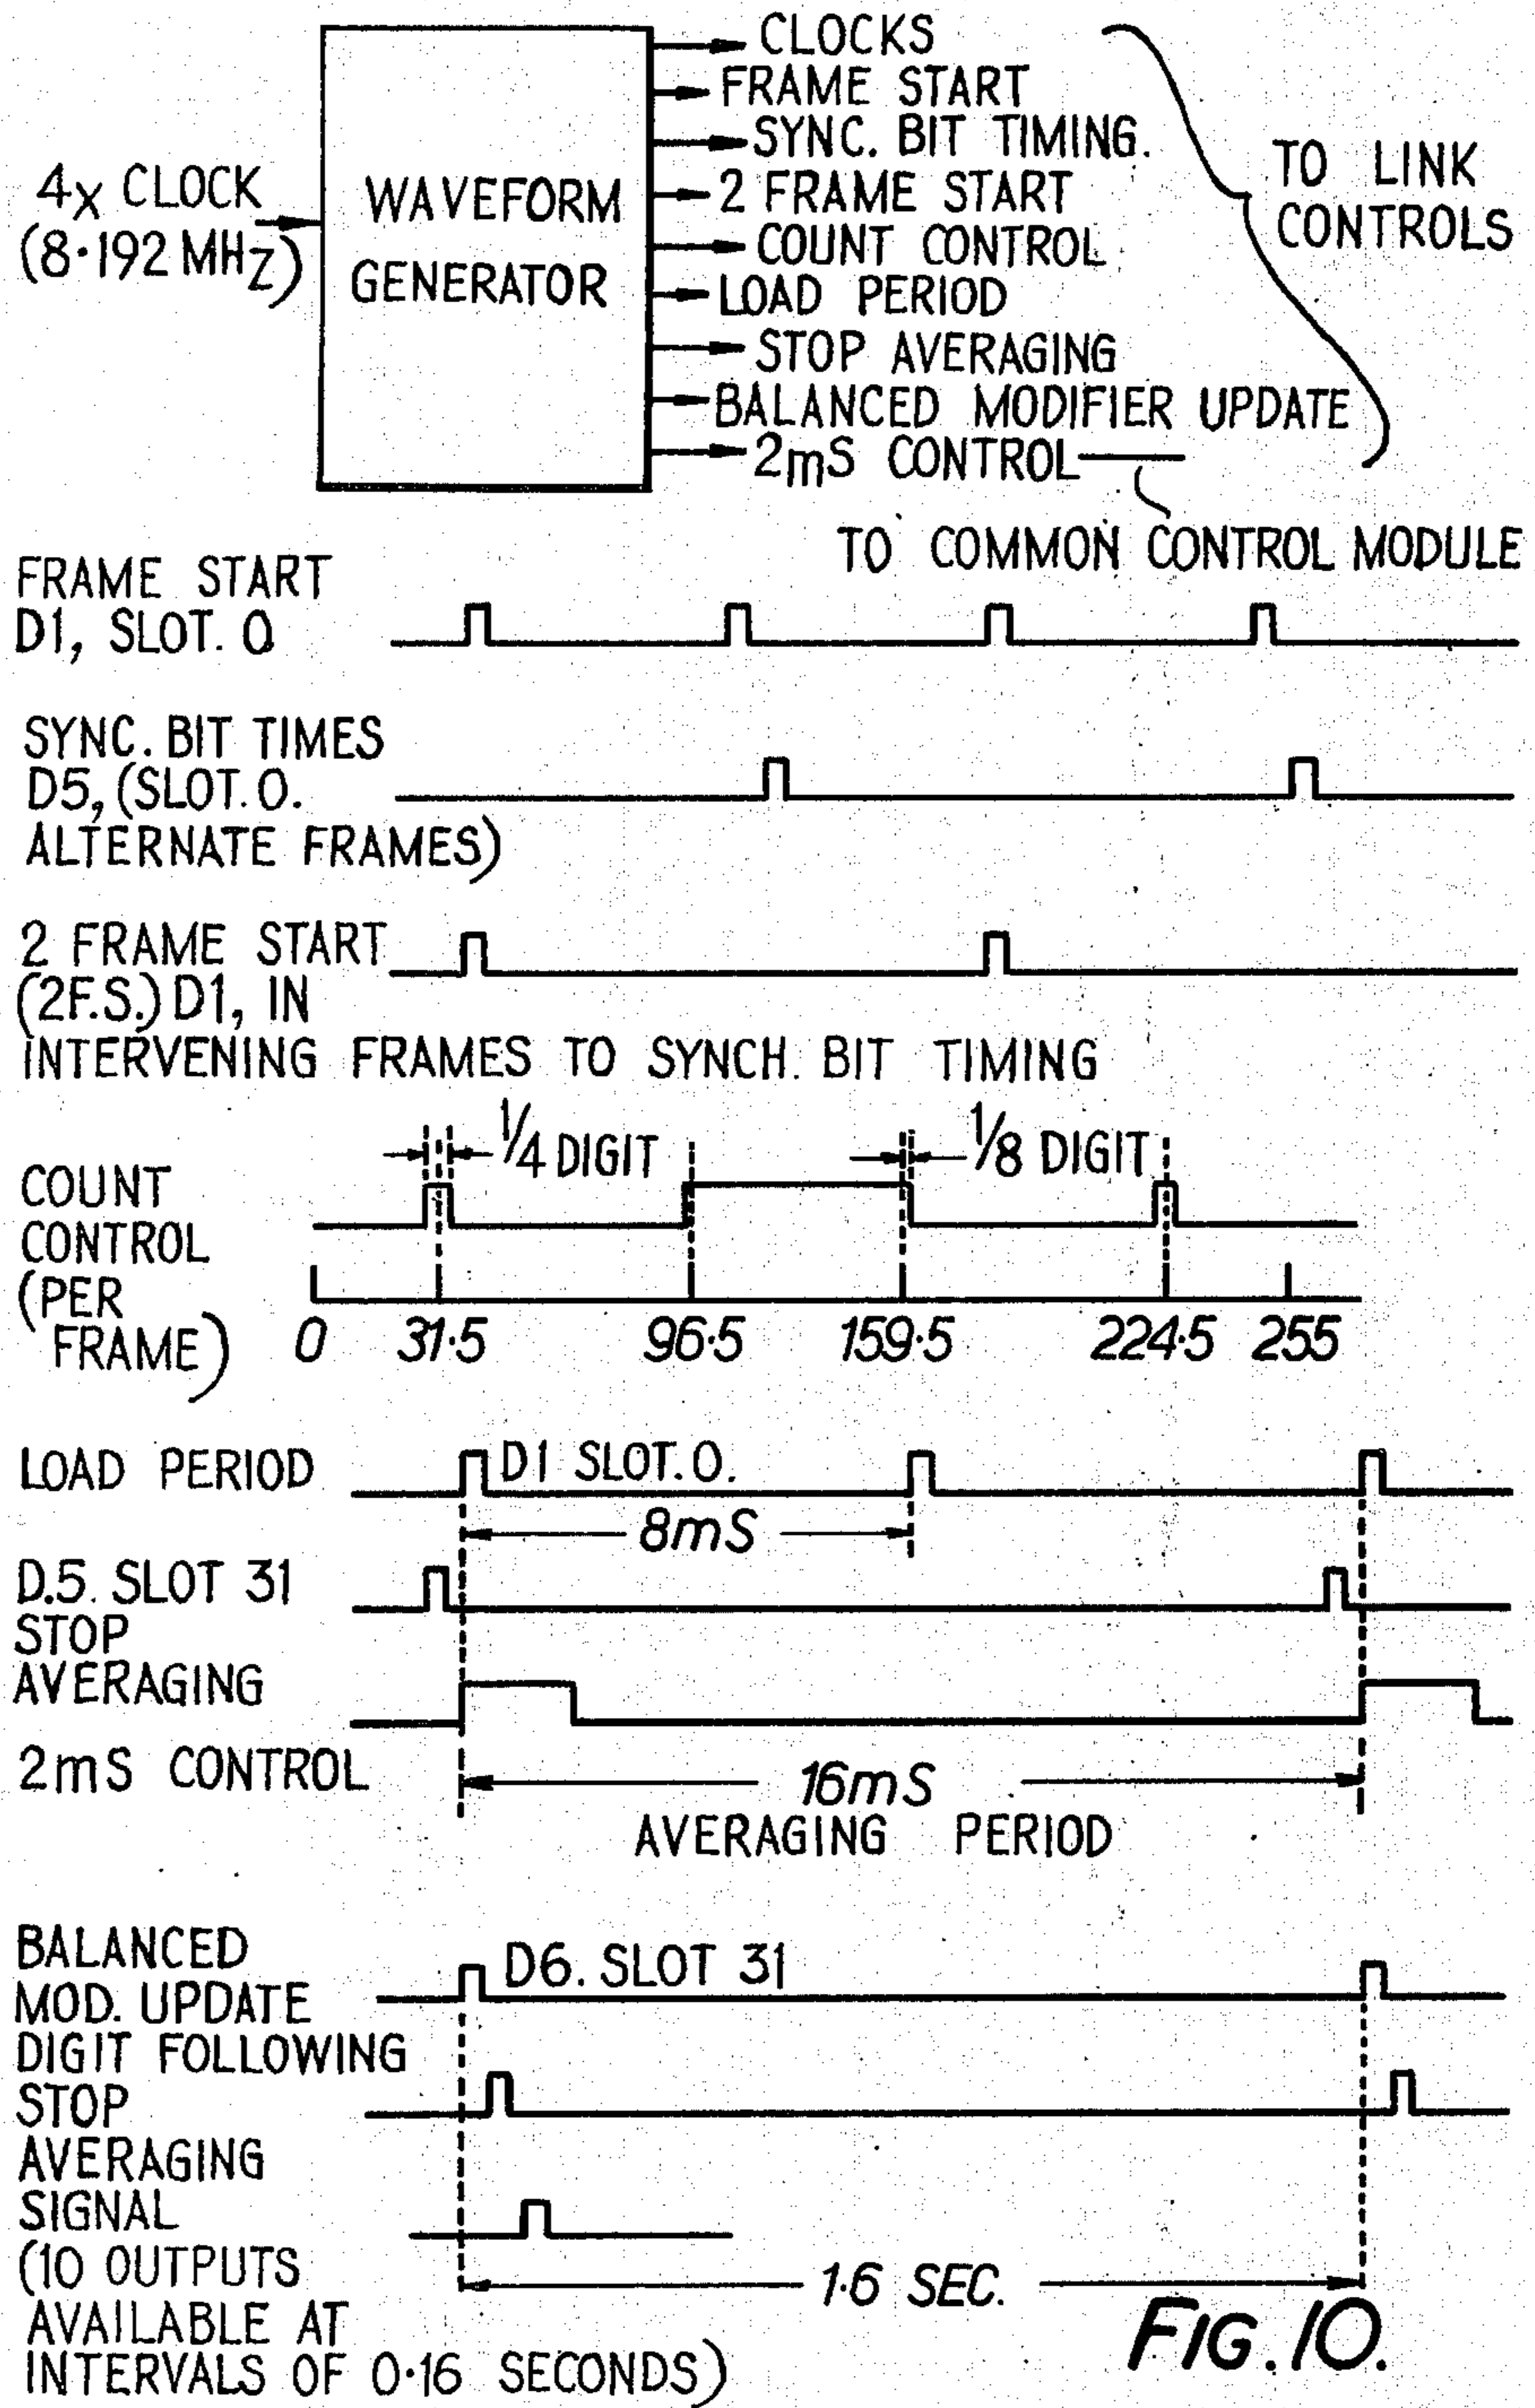 4x CLOCK
(8·192 MHz)
WAVEFORM
GENERATOR
CLOCKS
FRAME START
SYNC. BIT TIMING.
2 FRAME START
COUNT CONTROL
LOAD PERIOD
STOP AVERAGING
BALANCED MODIFIER UPDATE
2mS CONTROL
TO LINK
CONTROLS
TO COMMON CONTROL MODULE
FRAME START
D1, SLOT. 0
SYNC. BIT TIMES
D5, (SLOT. 0.
ALTERNATE FRAMES)
2 FRAME START
(2F.S.) D1, IN
INTERVENING FRAMES TO SYNCH. BIT TIMING
1/4 DIGIT
1/8 DIGIT
COUNT
CONTROL
(PER
FRAME)
0 31·5 96·5 159·5 224·5 255
LOAD PERIOD
D1 SLOT. 0.
8mS
D.5. SLOT 31
STOP
AVERAGING
2mS CONTROL
16mS
AVERAGING PERIOD
BALANCED
MOD. UPDATE
D6. SLOT 31
DIGIT FOLLOWING
STOP
AVERAGING
SIGNAL
(10 OUTPUTS
AVAILABLE AT
INTERVALS OF 0·16 SECONDS)
1·6 SEC.
FIG. 10.